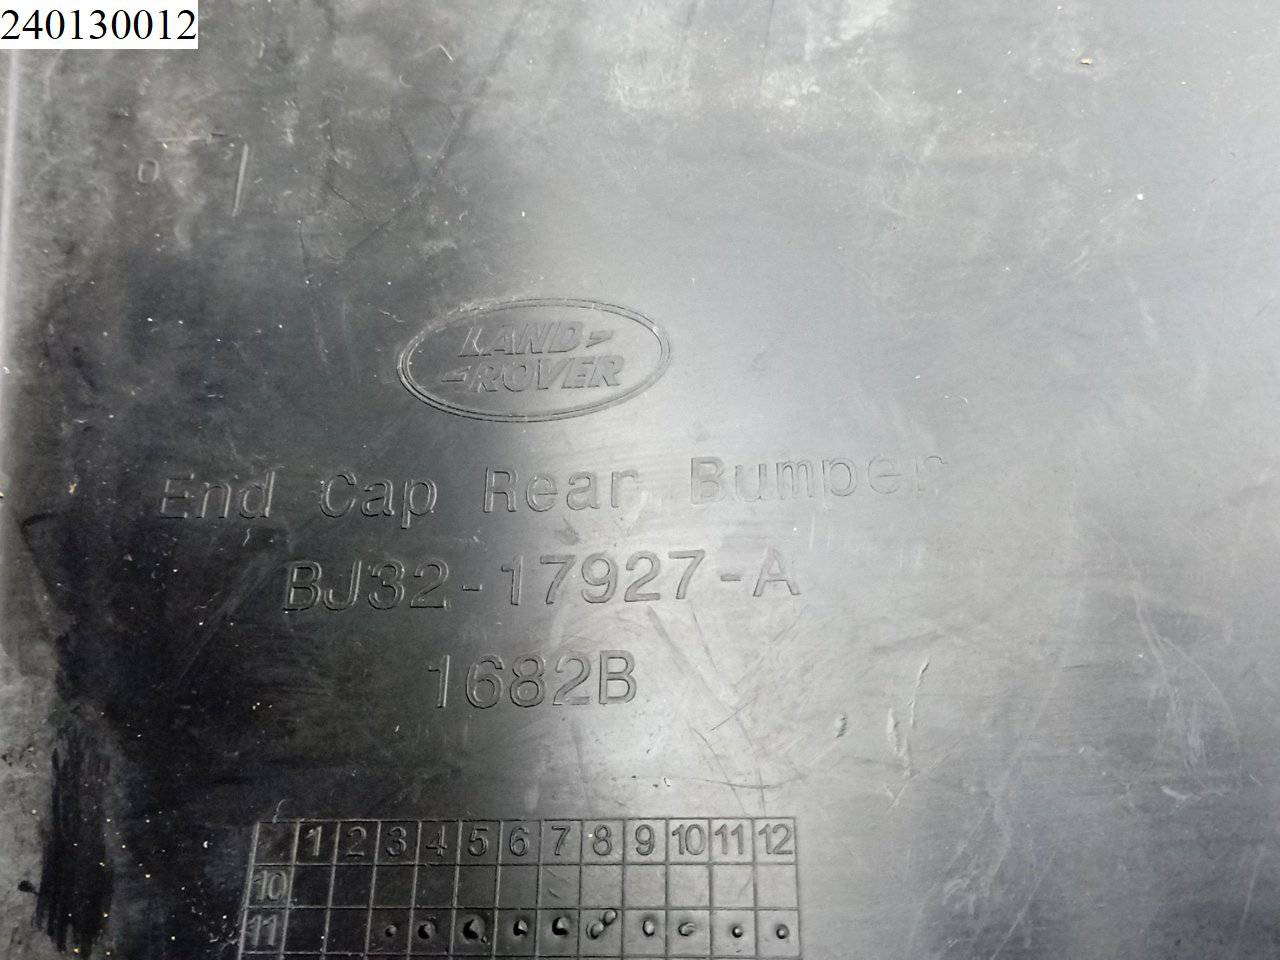 240130012
LAND-
-ROVER
End Cap Rear Bumper
BJ32-17927-A
1682B
1 2 3 4 5 6 7 8 9 10 11 12
10
11